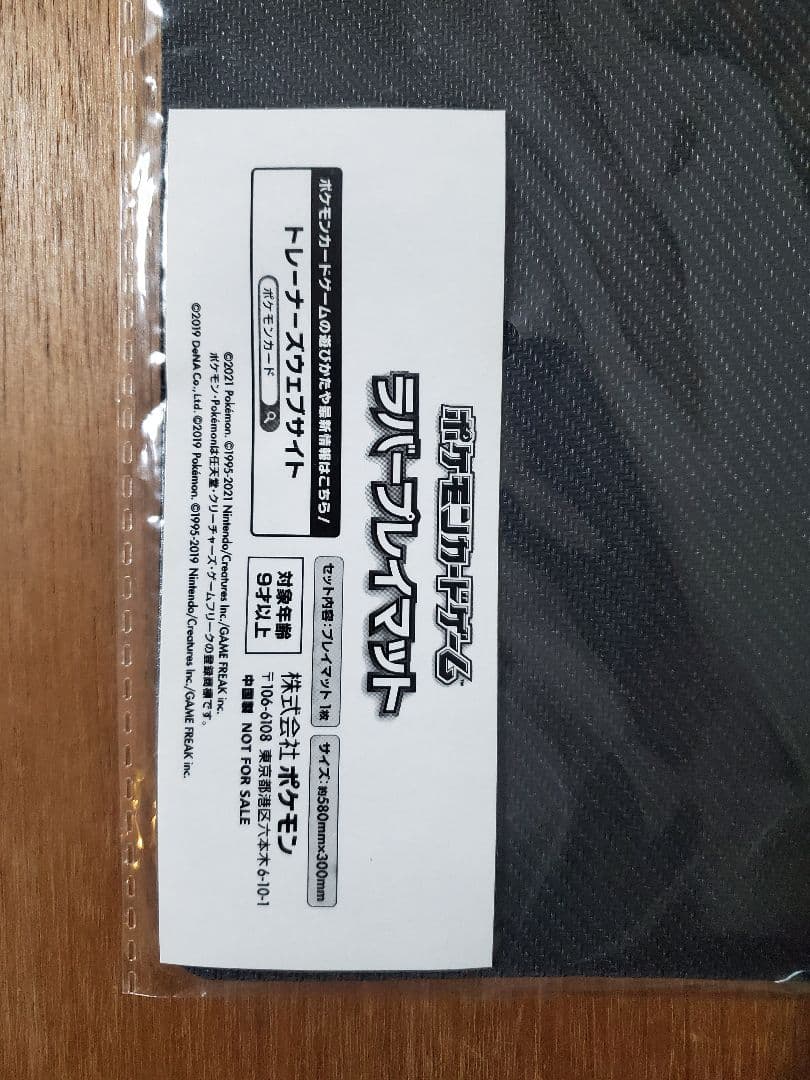 ポケモンカードゲーム™
ラバープレイマット
ポケモンカードゲームの遊びかたや最新情報はこちら!
トレーナーズウェブサイト
ポケモンカード
セット内容：プレイマット 1枚
サイズ：約580mm×300mm
対象年齢
9才以上
株式会社 ポケモン
〒106-6108 東京都港区六本木6-10-1
中国製 NOT FOR SALE
©2021 Pokémon. ©1995-2021 Nintendo/Creatures Inc./GAME FREAK inc.
ポケモン・Pokémonは任天堂・クリーチャーズ・ゲームフリークの登録商標です。
©2019 DeNA Co., Ltd. ©2019 Pokémon. ©1995-2019 Nintendo/Creatures Inc./GAME FREAK inc.